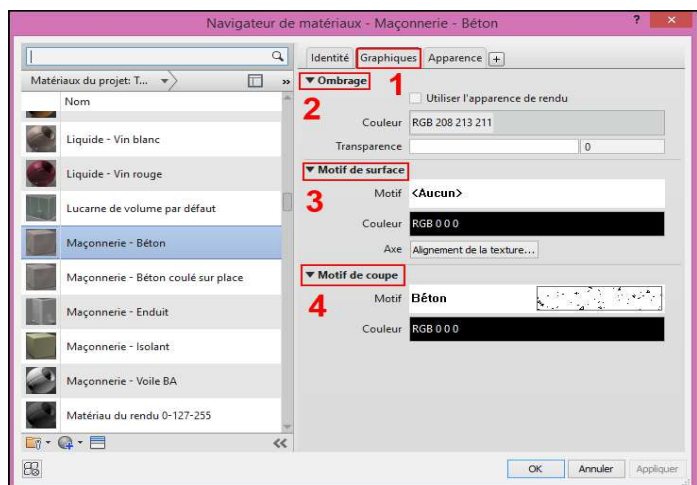 Navigateur de matériaux - Maçonnerie - Béton
? ×
Identité Graphiques Apparence +
1
Matériaux du projet: T... »
Nom
Liquide - Vin blanc
Liquide - Vin rouge
Lucarne de volume par défaut
Maçonnerie - Béton
Maçonnerie - Béton coulé sur place
Maçonnerie - Enduit
Maçonnerie - Isolant
Maçonnerie - Voile BA
Matériau du rendu 0-127-255
«
▼ Ombrage
2
Utiliser l'apparence de rendu
Couleur RGB 208 213 211
Transparence 0
▼ Motif de surface
3
Motif <Aucun>
Couleur RGB 0 0 0
Axe Alignement de la texture...
▼ Motif de coupe
4
Motif Béton
Couleur RGB 0 0 0
OK Annuler Appliquer